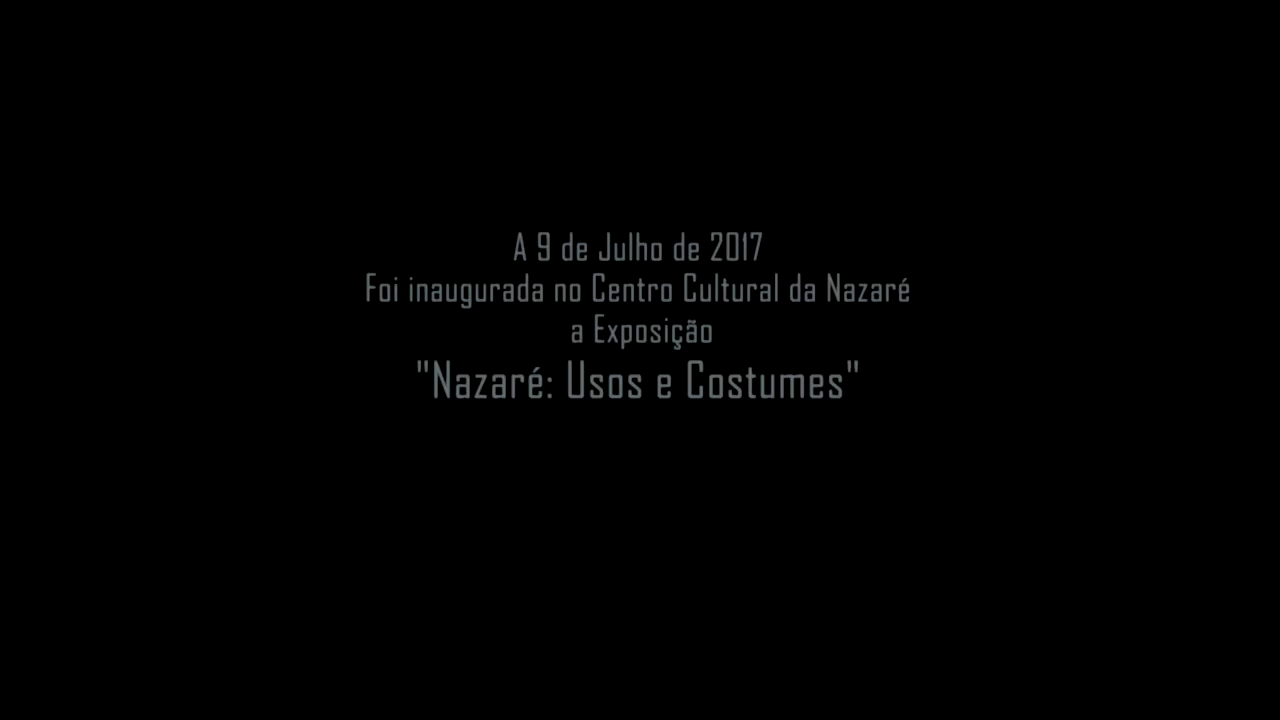 A 9 de Julho de 2017
Foi inaugurada no Centro Cultural da Nazaré
a Exposição
"Nazaré: Usos e Costumes"